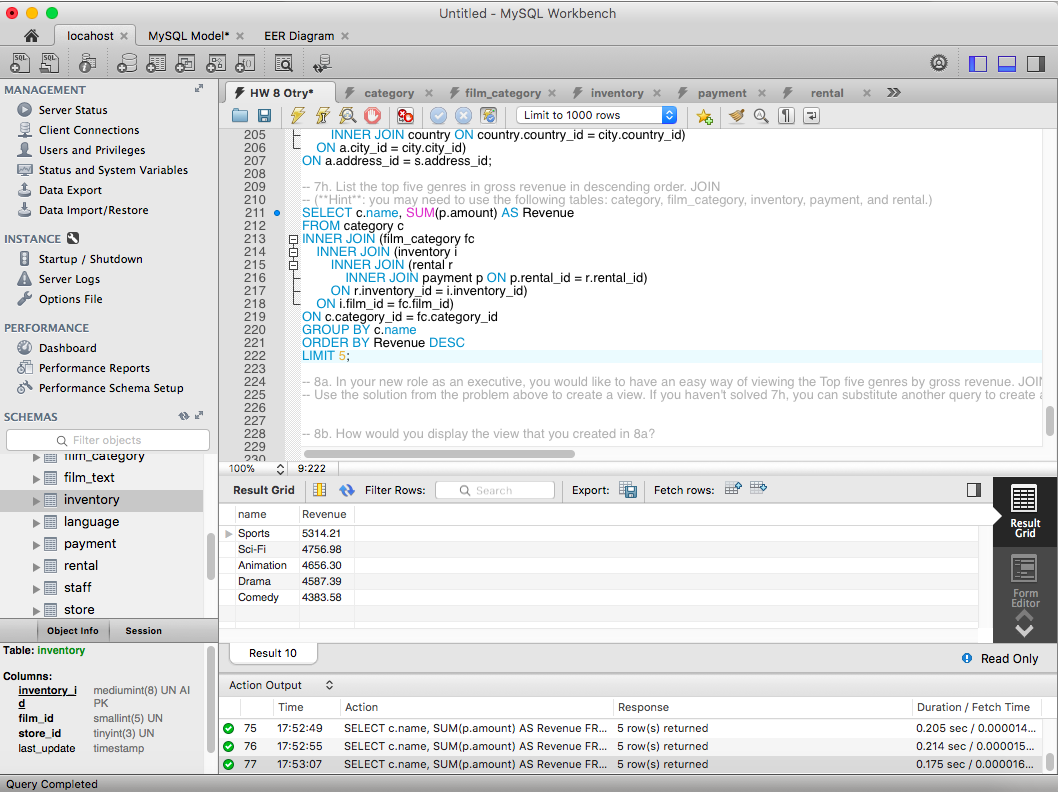 Untitled - MySQL Workbench
locahost
MySQL Model*
EER Diagram
MANAGEMENT
Server Status
Client Connections
Users and Privileges
Status and System Variables
Data Export
Data Import/Restore
INSTANCE
Startup / Shutdown
Server Logs
Options File
PERFORMANCE
Dashboard
Performance Reports
Performance Schema Setup
SCHEMAS
Filter objects
film_category
film_text
inventory
language
payment
rental
staff
store
Object Info Session
Table: inventory
Columns:
inventory_i mediumint(8) UN AI
d PK
film_id smallint(5) UN
store_id tinyint(3) UN
last_update timestamp
HW 8 Otry* category film_category inventory payment rental
Limit to 1000 rows
205 INNER JOIN country ON country.country_id = city.country_id)
206 ON a.city_id = city.city_id)
207 ON a.address_id = s.address_id;
208
209 -- 7h. List the top five genres in gross revenue in descending order. JOIN
210 -- (**Hint**: you may need to use the following tables: category, film_category, inventory, payment, and rental.)
211 SELECT c.name, SUM(p.amount) AS Revenue
212 FROM category c
213 INNER JOIN (film_category fc
214 INNER JOIN (inventory i
215 INNER JOIN (rental r
216 INNER JOIN payment p ON p.rental_id = r.rental_id)
217 ON r.inventory_id = i.inventory_id)
218 ON i.film_id = fc.film_id)
219 ON c.category_id = fc.category_id
220 GROUP BY c.name
221 ORDER BY Revenue DESC
222 LIMIT 5;
223
224 -- 8a. In your new role as an executive, you would like to have an easy way of viewing the Top five genres by gross revenue. JOIN
225 -- Use the solution from the problem above to create a view. If you haven't solved 7h, you can substitute another query to create a
226
227
228 -- 8b. How would you display the view that you created in 8a?
229
230
100% 9:222
Result Grid Filter Rows: Search Export: Fetch rows:
name Revenue
Sports 5314.21
Sci-Fi 4756.98
Animation 4656.30
Drama 4587.39
Comedy 4383.58
Result
Grid
Form
Editor
Result 10
Read Only
Action Output
Time Action Response Duration / Fetch Time
75 17:52:49 SELECT c.name, SUM(p.amount) AS Revenue FR... 5 row(s) returned 0.205 sec / 0.000014...
76 17:52:55 SELECT c.name, SUM(p.amount) AS Revenue FR... 5 row(s) returned 0.214 sec / 0.000015...
77 17:53:07 SELECT c.name, SUM(p.amount) AS Revenue FR... 5 row(s) returned 0.175 sec / 0.000016...
Query Completed